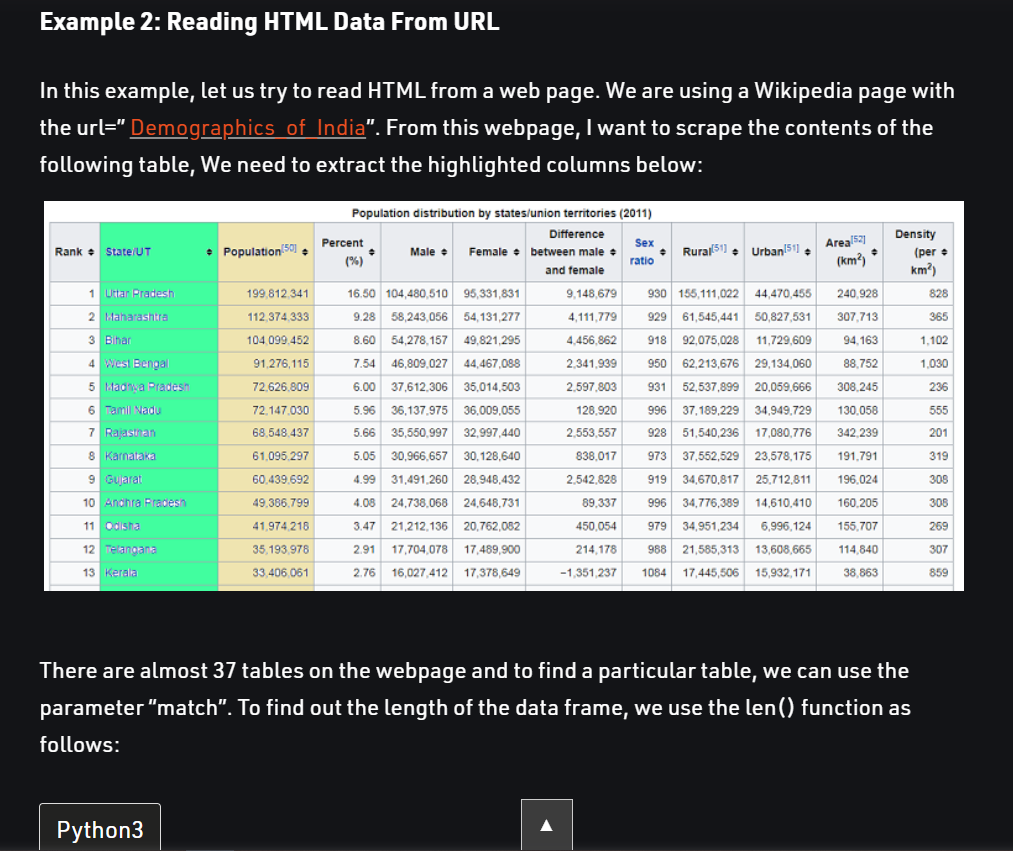 Example 2: Reading HTML Data From URL
In this example, let us try to read HTML from a web page. We are using a Wikipedia page with
the url=” Demographics_of_India”. From this webpage, I want to scrape the contents of the
following table, We need to extract the highlighted columns below:
Population distribution by states/union territories (2011)
Rank State/UT Population[50] Percent (%) Male Female Difference between male and female Sex ratio Rural[51] Urban[51] Area[52] (km²) Density (per km²)
1 Uttar Pradesh 199,812,341 16.50 104,480,510 95,331,831 9,148,679 930 155,111,022 44,470,455 240,928 828
2 Maharashtra 112,374,333 9.28 58,243,056 54,131,277 4,111,779 929 61,545,441 50,827,531 307,713 365
3 Bihar 104,099,452 8.60 54,278,157 49,821,295 4,456,862 918 92,075,028 11,729,609 94,163 1,102
4 West Bengal 91,276,115 7.54 46,809,027 44,467,088 2,341,939 950 62,213,676 29,134,060 88,752 1,030
5 Madhya Pradesh 72,626,809 6.00 37,612,306 35,014,503 2,597,803 931 52,537,899 20,059,666 308,245 236
6 Tamil Nadu 72,147,030 5.96 36,137,975 36,009,055 128,920 996 37,189,229 34,949,729 130,058 555
7 Rajasthan 68,548,437 5.66 35,550,997 32,997,440 2,553,557 928 51,540,236 17,080,776 342,239 201
8 Karnataka 61,095,297 5.05 30,966,657 30,128,640 838,017 973 37,552,529 23,578,175 191,791 319
9 Gujarat 60,439,692 4.99 31,491,260 28,948,432 2,542,828 919 34,670,817 25,712,811 196,024 308
10 Andhra Pradesh 49,386,799 4.08 24,738,068 24,648,731 89,337 996 34,776,389 14,610,410 160,205 308
11 Odisha 41,974,218 3.47 21,212,136 20,762,082 450,054 979 34,951,234 6,996,124 155,707 269
12 Telangana 35,193,978 2.91 17,704,078 17,489,900 214,178 988 21,585,313 13,608,665 114,840 307
13 Kerala 33,406,061 2.76 16,027,412 17,378,649 −1,351,237 1084 17,445,506 15,932,171 38,863 859
There are almost 37 tables on the webpage and to find a particular table, we can use the
parameter “match”. To find out the length of the data frame, we use the len() function as
follows:
Python3